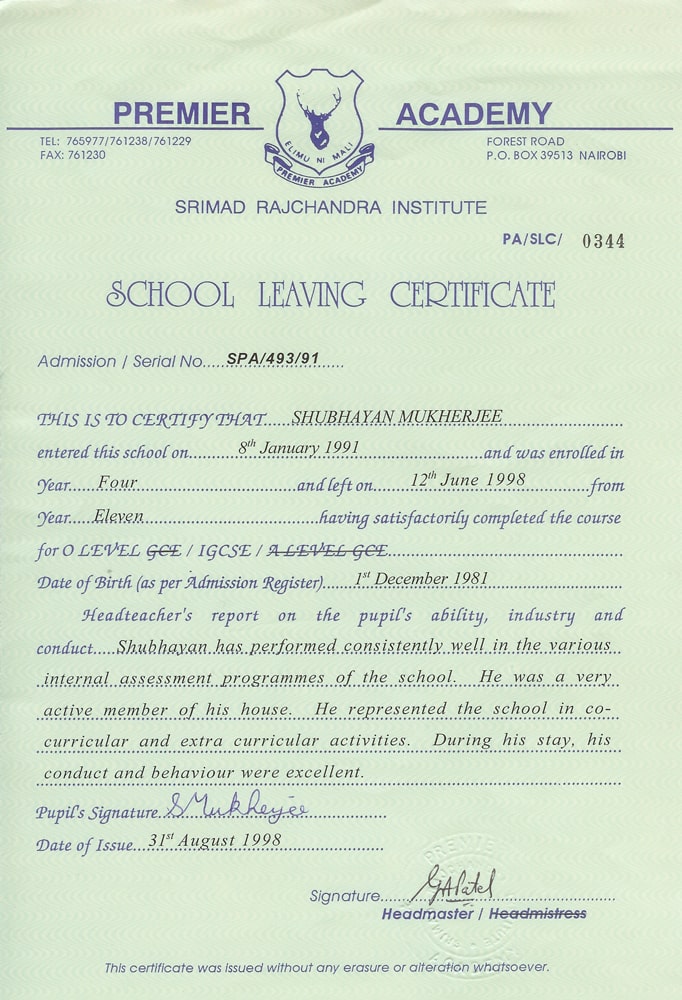 PREMIER ACADEMY
TEL: 765977/761238/761229
FAX: 761230
FOREST ROAD
P.O. BOX 39513 NAIROBI
ELIMU NI MALI
PREMIER ACADEMY
SRIMAD RAJCHANDRA INSTITUTE
PA/SLC/ 0344
SCHOOL LEAVING CERTIFICATE
Admission / Serial No....SPA/493/91......
THIS IS TO CERTIFY THAT.....SHUBHAYAN MUKHERJEE
entered this school on..........8th January 1991..........and was enrolled in
Year.....Four..........and left on..........12th June 1998..........from
Year.....Eleven..........having satisfactorily completed the course
for O LEVEL GCE / IGCSE / A LEVEL GCE
Date of Birth (as per Admission Register)......1st December 1981
Headteacher's report on the pupil's ability, industry and
conduct.....Shubhayan has performed consistently well in the various
internal assessment programmes of the school. He was a very
active member of his house. He represented the school in co-
curricular and extra curricular activities. During his stay, his
conduct and behaviour were excellent.
Pupil's Signature. SMukherjee
Date of Issue...31st August 1998
Signature.......GAPatel
Headmaster / Headmistress
This certificate was issued without any erasure or alteration whatsoever.